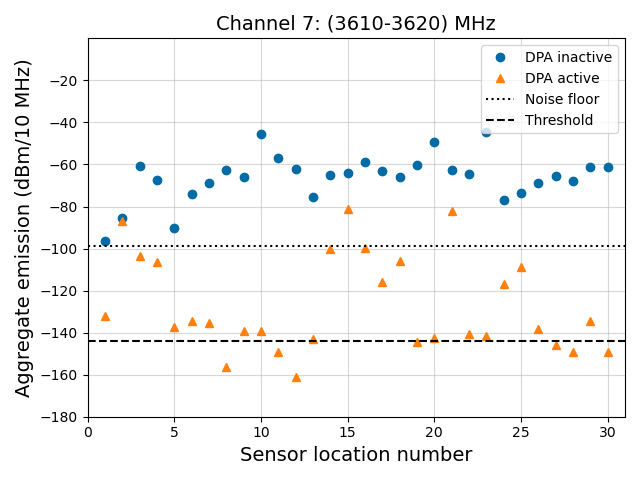 Channel 7: (3610-3620) MHz
Aggregate emission (dBm/10 MHz)
−20
−40
−60
−80
−100
−120
−140
−160
−180
DPA inactive
DPA active
Noise floor
Threshold
0
5
10
15
20
25
30
Sensor location number